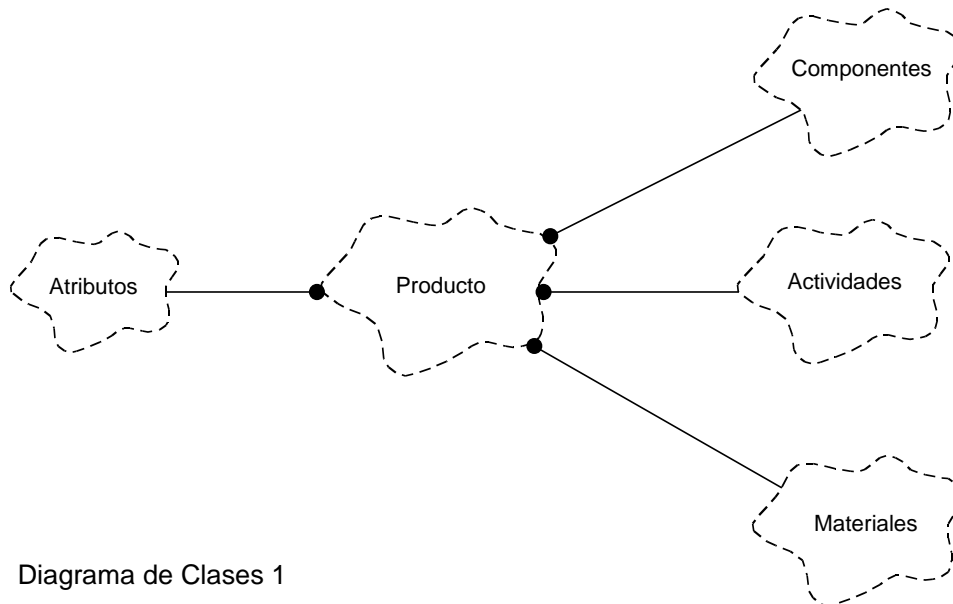 Componentes
Atributos
Producto
Actividades
Materiales
Diagrama de Clases 1